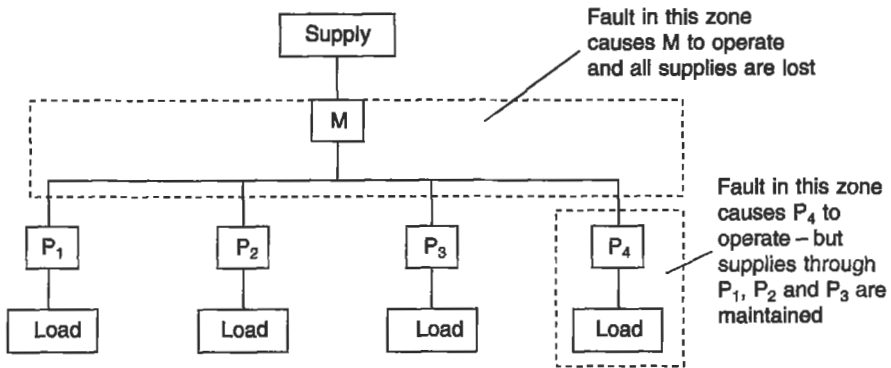 Supply
Fault in this zone
causes M to operate
and all supplies are lost
M
Fault in this zone
causes P₄ to
operate – but
supplies through
P₁, P₂ and P₃ are
maintained
P₁
P₂
P₃
P₄
Load
Load
Load
Load